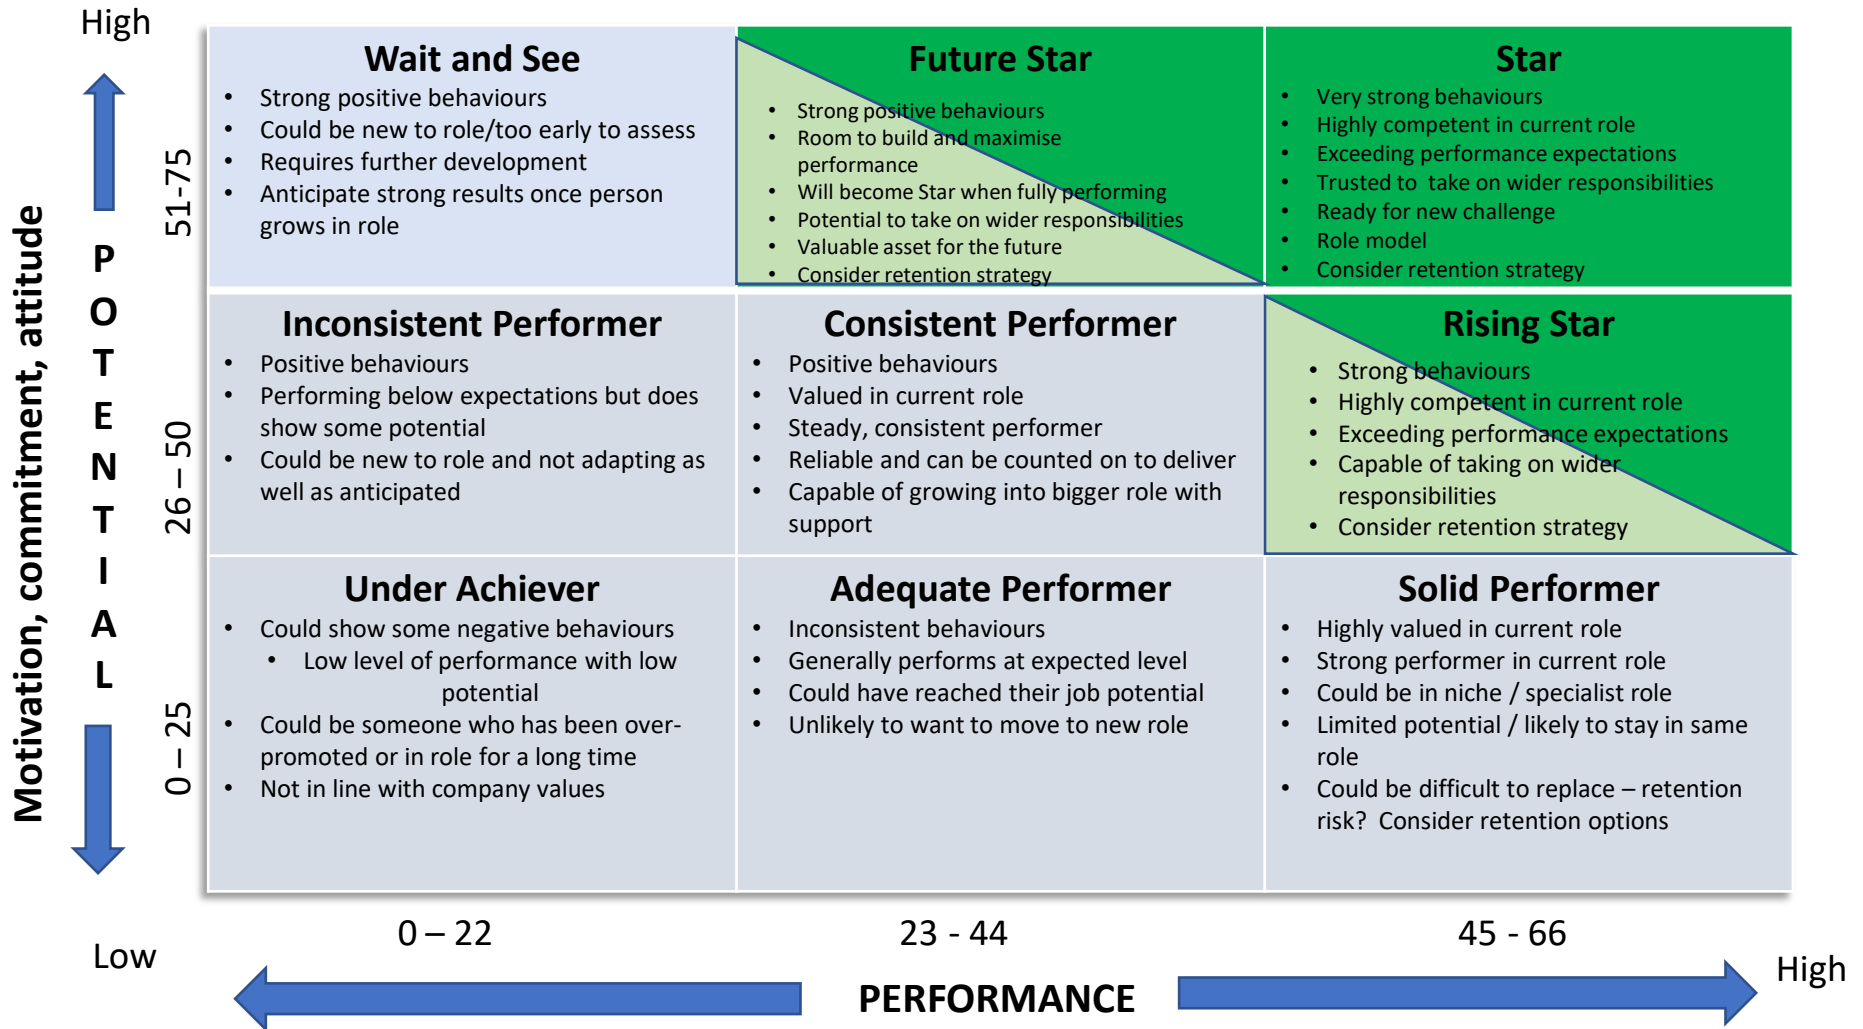 High
Motivation, commitment, attitude
POTENTIAL
51-75
26 – 50
0 – 25
Wait and See
• Strong positive behaviours
• Could be new to role/too early to assess
• Requires further development
• Anticipate strong results once person
grows in role
Future Star
• Strong positive behaviours
• Room to build and maximise
performance
• Will become Star when fully performing
• Potential to take on wider responsibilities
• Valuable asset for the future
• Consider retention strategy
Star
• Very strong behaviours
• Highly competent in current role
• Exceeding performance expectations
• Trusted to take on wider responsibilities
• Ready for new challenge
• Role model
• Consider retention strategy
Inconsistent Performer
• Positive behaviours
• Performing below expectations but does
show some potential
• Could be new to role and not adapting as
well as anticipated
Consistent Performer
• Positive behaviours
• Valued in current role
• Steady, consistent performer
• Reliable and can be counted on to deliver
• Capable of growing into bigger role with
support
Rising Star
• Strong behaviours
• Highly competent in current role
• Exceeding performance expectations
• Capable of taking on wider
responsibilities
• Consider retention strategy
Under Achiever
• Could show some negative behaviours
• Low level of performance with low
potential
• Could be someone who has been over-
promoted or in role for a long time
• Not in line with company values
Adequate Performer
• Inconsistent behaviours
• Generally performs at expected level
• Could have reached their job potential
• Unlikely to want to move to new role
Solid Performer
• Highly valued in current role
• Strong performer in current role
• Could be in niche / specialist role
• Limited potential / likely to stay in same
role
• Could be difficult to replace – retention
risk? Consider retention options
0 – 22
23 - 44
45 - 66
Low
PERFORMANCE
High